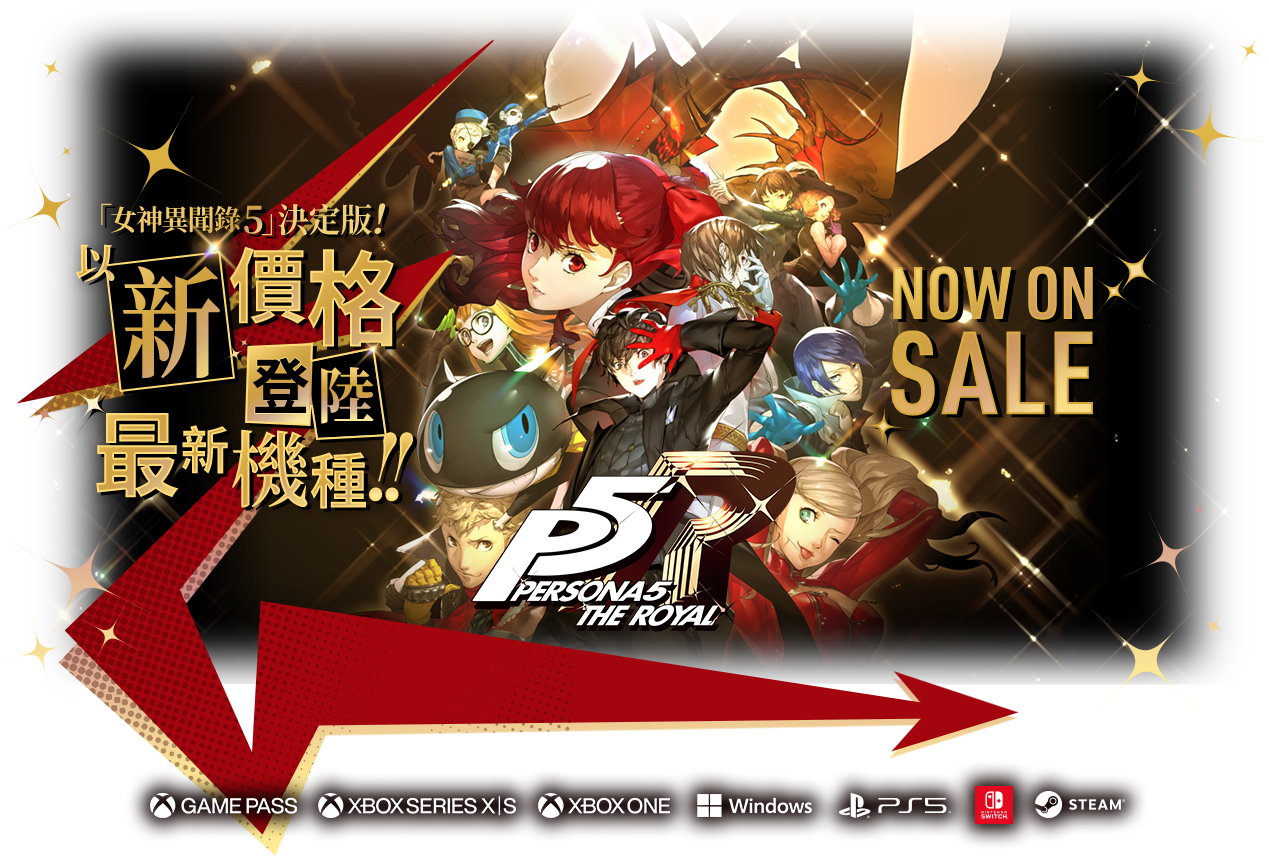 「女神異聞錄5」決定版!
以新價格
登陸
最新機種!!
NOW ON
SALE
P5R
PERSONA5
THE ROYAL
GAME PASS
XBOX SERIES X|S
XBOX ONE
Windows
PS5
NINTENDO
SWITCH
STEAM